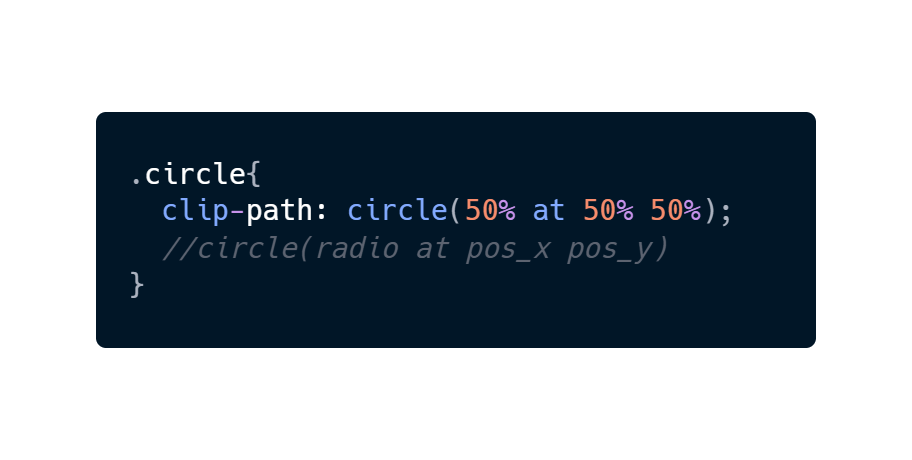 .circle{
  clip-path: circle(50% at 50% 50%);
  //circle(radio at pos_x pos_y)
}